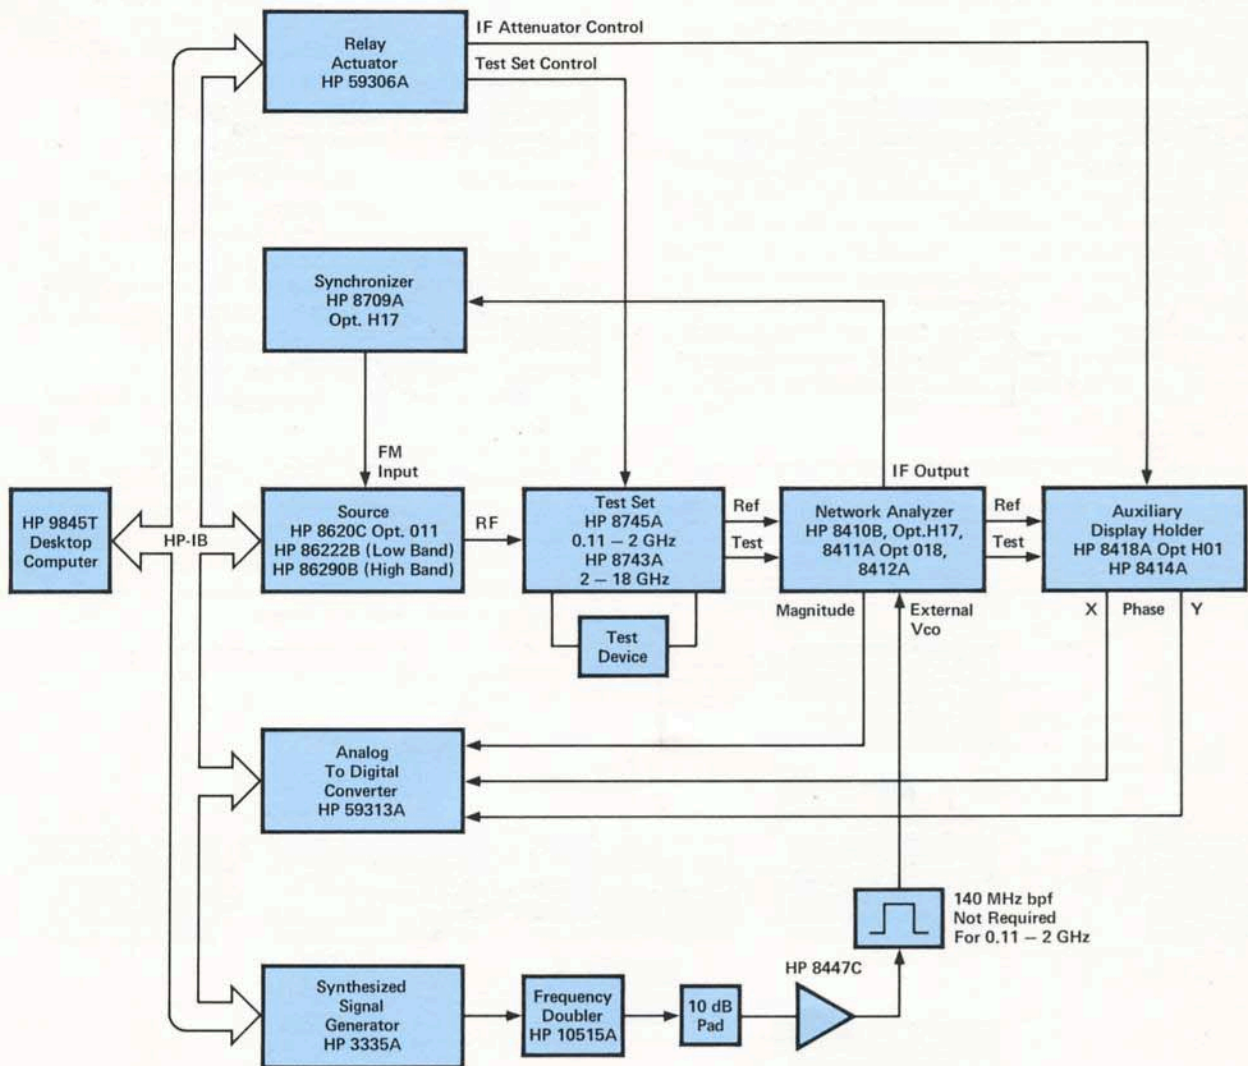 Relay
Actuator
HP 59306A
IF Attenuator Control
Test Set Control
Synchronizer
HP 8709A
Opt. H17
FM
Input
IF Output
HP 9845T
Desktop
Computer
HP-IB
Source
HP 8620C Opt. 011
HP 86222B (Low Band)
HP 86290B (High Band)
RF
Test Set
HP 8745A
0.11 – 2 GHz
HP 8743A
2 – 18 GHz
Ref
Test
Network Analyzer
HP 8410B, Opt.H17,
8411A Opt 018,
8412A
Ref
Test
Auxiliary
Display Holder
HP 8418A Opt H01
HP 8414A
Test
Device
Magnitude
External
Vco
X Phase Y
Analog
To Digital
Converter
HP 59313A
140 MHz bpf
Not Required
For 0.11 – 2 GHz
HP 8447C
Synthesized
Signal
Generator
HP 3335A
Frequency
Doubler
HP 10515A
10 dB
Pad